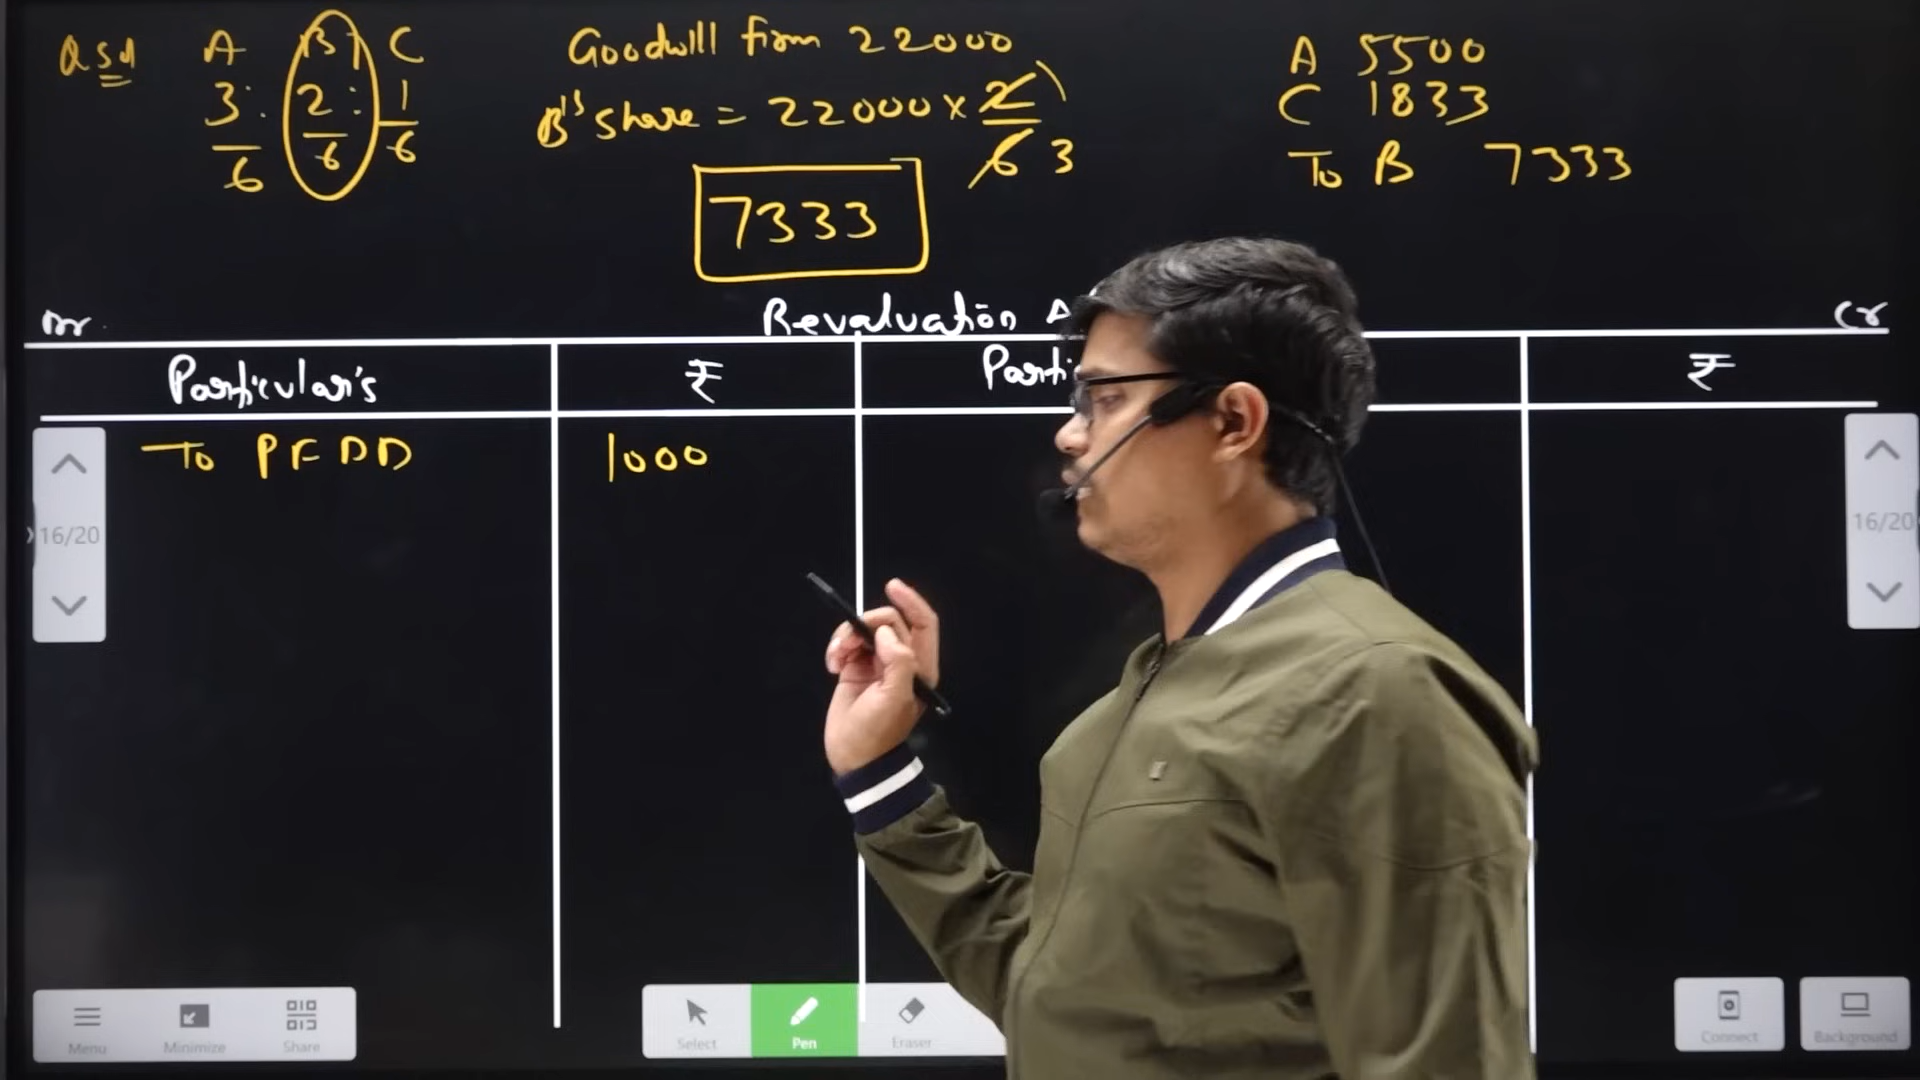 Q Sol A B C
3 : 2 : 1
6 6 6
Goodwill firm 22000
B's Share = 22000 × 2 1
6 3
7333
A 5500
C 1833
To B 7333
Dr Revaluation A Cr
Particular's ₹ Parti ₹
To PFDD 1000
16/20 16/20
Menu Minimize Share Select Pen Eraser Connect Background